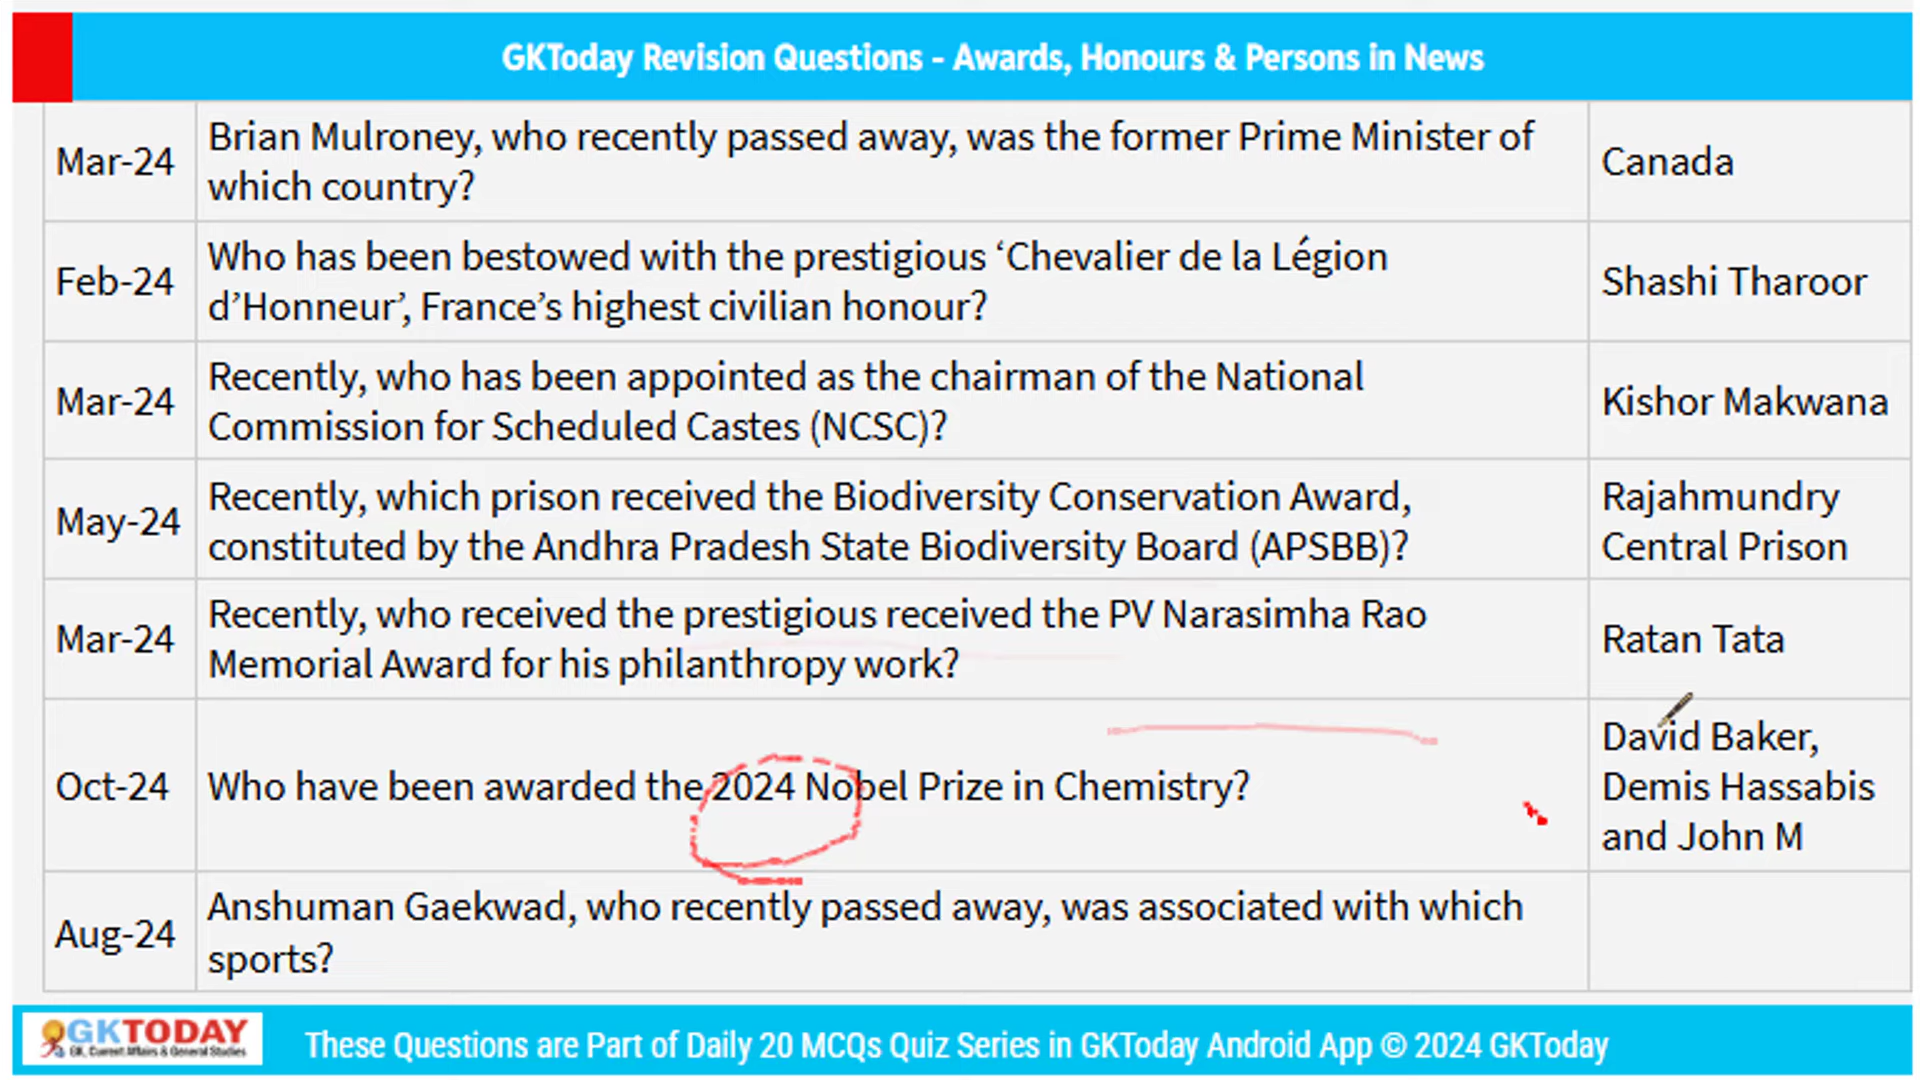 GKToday Revision Questions - Awards, Honours & Persons in News
Mar-24
Brian Mulroney, who recently passed away, was the former Prime Minister of
which country?
Canada
Feb-24
Who has been bestowed with the prestigious ‘Chevalier de la Légion
d’Honneur’, France’s highest civilian honour?
Shashi Tharoor
Mar-24
Recently, who has been appointed as the chairman of the National
Commission for Scheduled Castes (NCSC)?
Kishor Makwana
May-24
Recently, which prison received the Biodiversity Conservation Award,
constituted by the Andhra Pradesh State Biodiversity Board (APSBB)?
Rajahmundry
Central Prison
Mar-24
Recently, who received the prestigious received the PV Narasimha Rao
Memorial Award for his philanthropy work?
Ratan Tata
Oct-24
Who have been awarded the 2024 Nobel Prize in Chemistry?
David Baker,
Demis Hassabis
and John M
Aug-24
Anshuman Gaekwad, who recently passed away, was associated with which
sports?
GKTODAY
GK, Current Affairs & General Studies
These Questions are Part of Daily 20 MCQs Quiz Series in GKToday Android App © 2024 GKToday